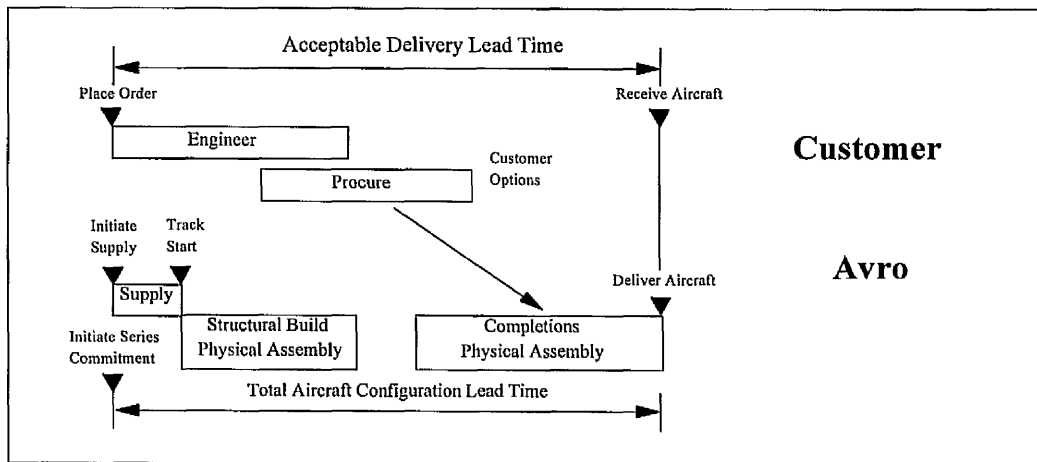 Acceptable Delivery Lead Time
Place Order
Receive Aircraft
Engineer
Customer
Customer
Options
Procure
Initiate
Supply
Track
Start
Avro
Deliver Aircraft
Supply
Structural Build
Physical Assembly
Completions
Physical Assembly
Initiate Series
Commitment
Total Aircraft Configuration Lead Time